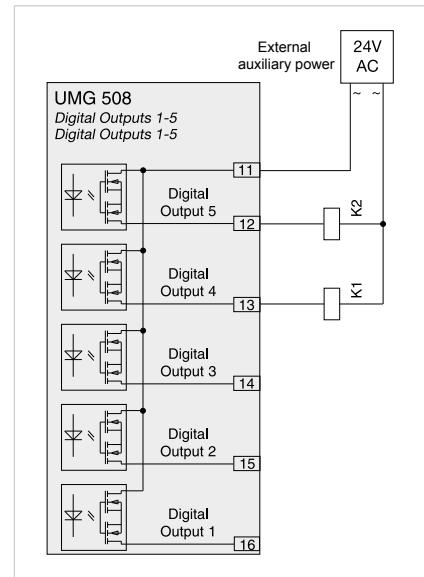 External
auxiliary power
24V
AC
~ ~
UMG 508
Digital Outputs 1-5
Digital Outputs 1-5
11
Digital
Output 5
12
K2
Digital
Output 4
13
K1
Digital
Output 3
14
Digital
Output 2
15
Digital
Output 1
16